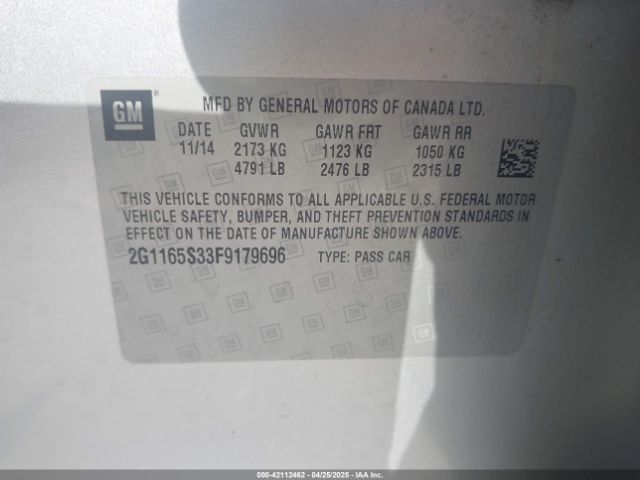 GM ® MFD BY GENERAL MOTORS OF CANADA LTD.
DATE GVWR GAWR FRT GAWR RR
11/14 2173 KG 1123 KG 1050 KG
4791 LB 2476 LB 2315 LB
THIS VEHICLE CONFORMS TO ALL APPLICABLE U.S. FEDERAL MOTOR
VEHICLE SAFETY, BUMPER, AND THEFT PREVENTION STANDARDS IN
EFFECT ON THE DATE OF MANUFACTURE SHOWN ABOVE.
2G1165S33F9179696 TYPE: PASS CAR
000-42112462 - 04/25/2025 - IAA Inc.